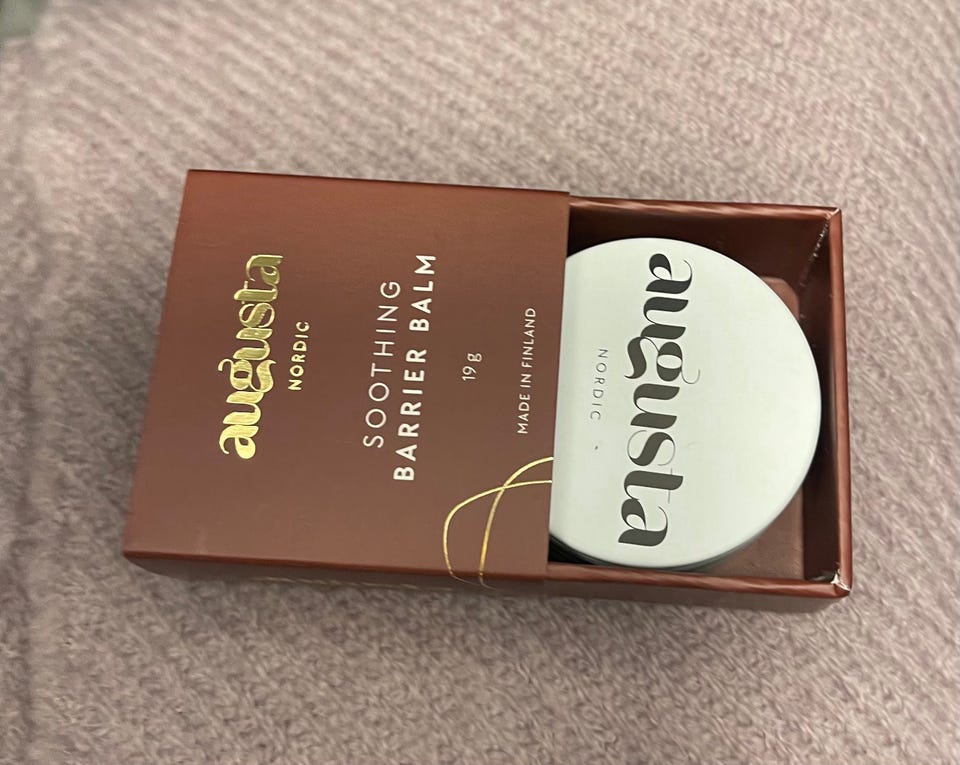 augusta
NORDIC
SOOTHING
BARRIER BALM
19 g
MADE IN FINLAND
augusta
NORDIC